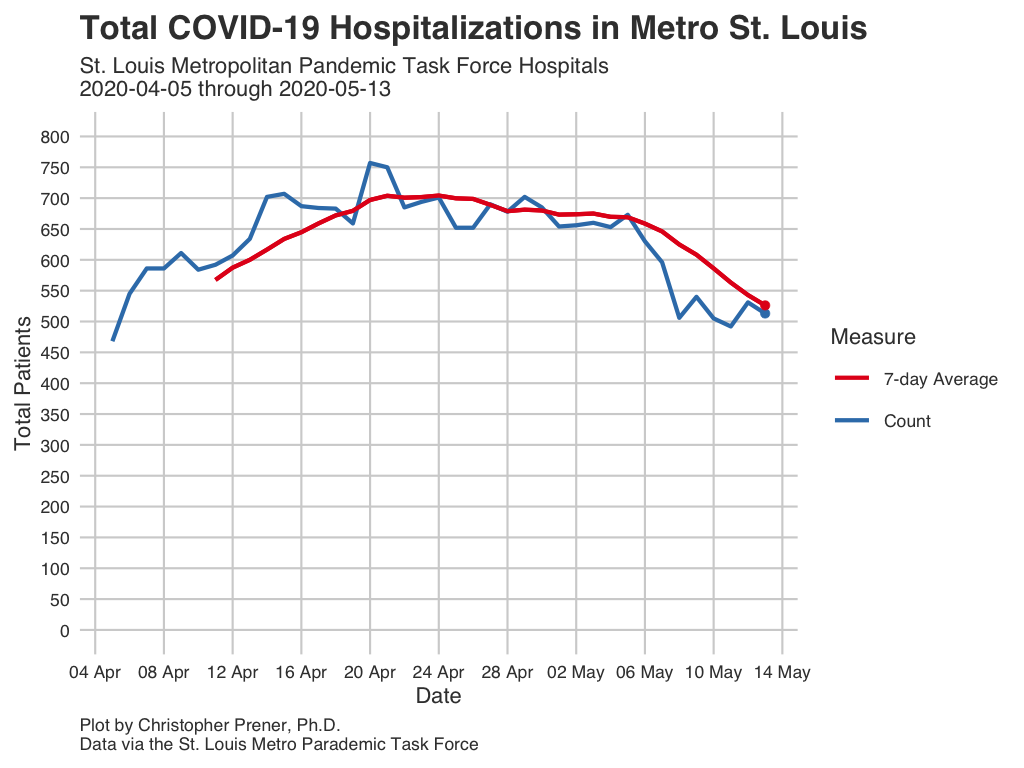 Total COVID-19 Hospitalizations in Metro St. Louis
St. Louis Metropolitan Pandemic Task Force Hospitals
2020-04-05 through 2020-05-13
800
750
700
650
600
550
500
450
400
350
300
250
200
150
100
50
0
Total Patients
04 Apr
08 Apr
12 Apr
16 Apr
20 Apr
24 Apr
28 Apr
02 May
06 May
10 May
14 May
Date
Measure
7-day Average
Count
Plot by Christopher Prener, Ph.D.
Data via the St. Louis Metro Parademic Task Force